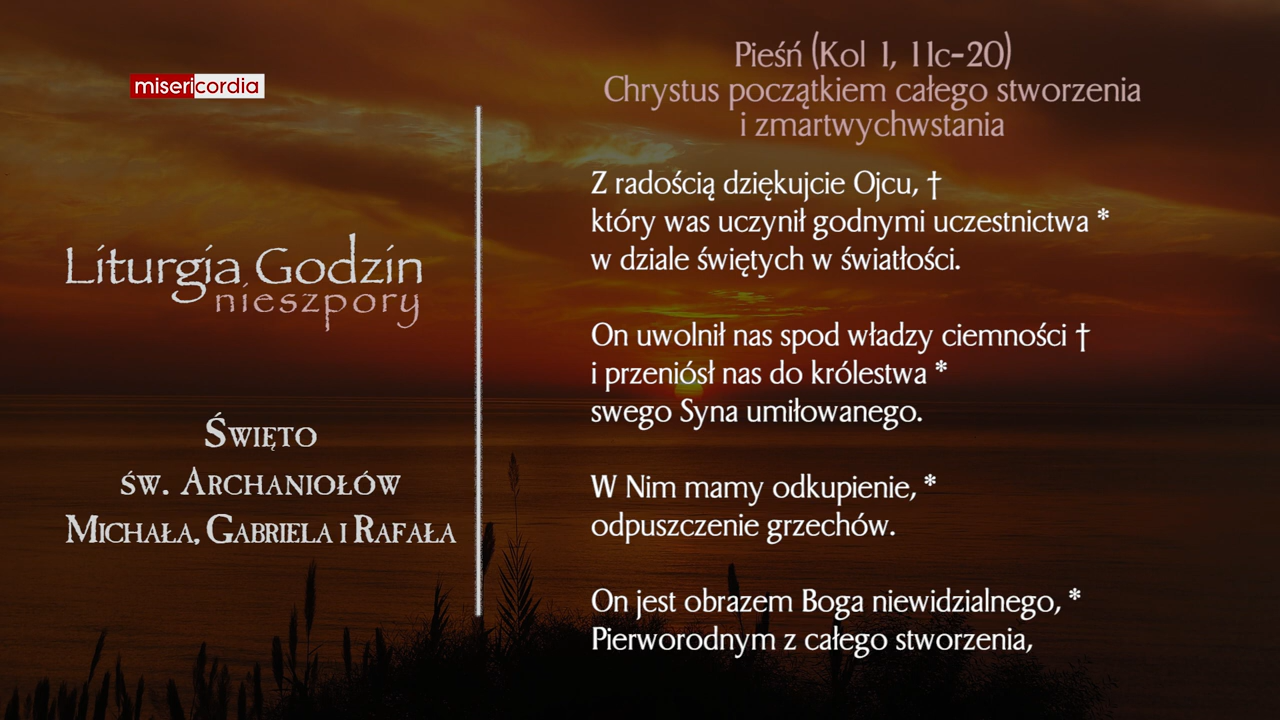 misericordia
Liturgia Godzin
nieszpory
Święto
św. Archaniołów
Michała, Gabriela i Rafała
Pieśń (Kol 1, 11c-20)
Chrystus początkiem całego stworzenia
i zmartwychwstania
Z radością dziękujcie Ojcu, †
który was uczynił godnymi uczestnictwa *
w dziale świętych w światłości.
On uwolnił nas spod władzy ciemności †
i przeniósł nas do królestwa *
swego Syna umiłowanego.
W Nim mamy odkupienie, *
odpuszczenie grzechów.
On jest obrazem Boga niewidzialnego, *
Pierworodnym z całego stworzenia,